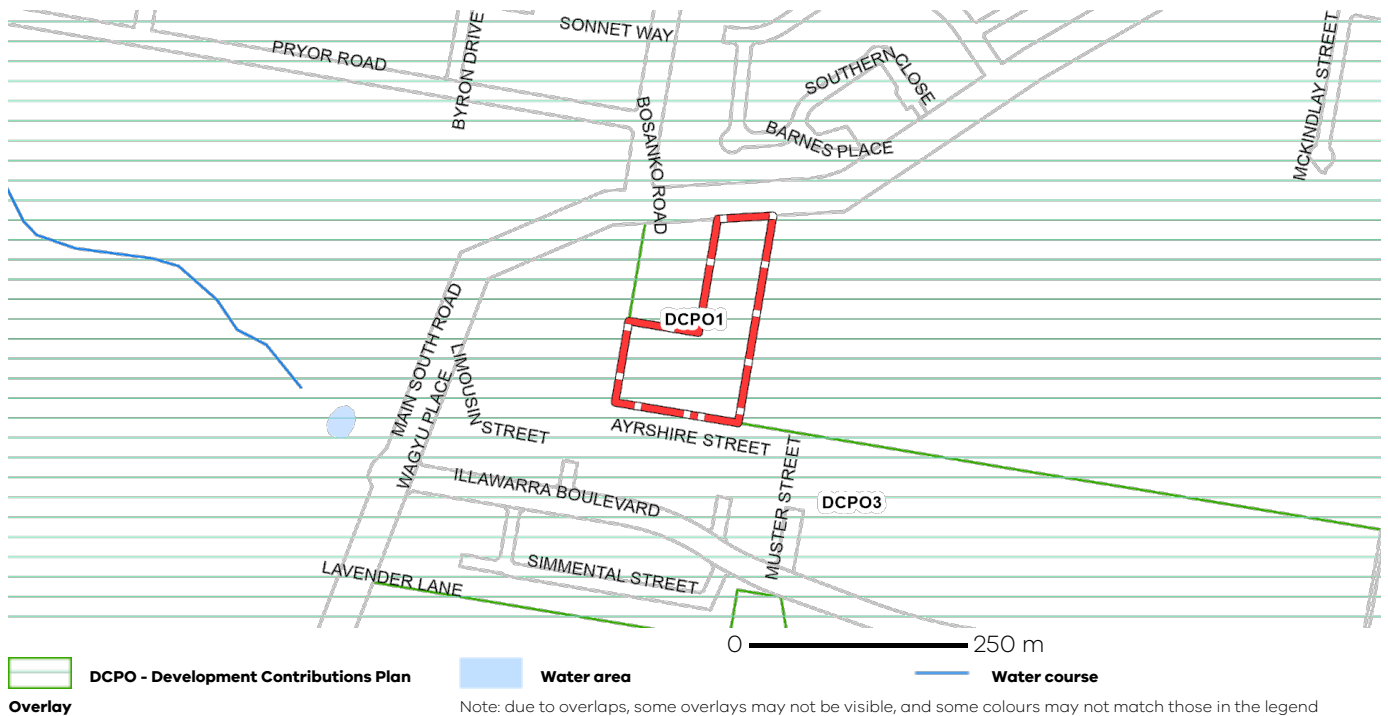 SONNET WAY
PRYOR ROAD
BYRON DRIVE
SOUTHERN CLOSE
MCKINDLAY STREET
BOSANKO ROAD
BARNES PLACE
DCPO1
MAIN SOUTH ROAD
LIMOUSIN STREET
WAGYU PLACE
AYRSHIRE STREET
MUSTER STREET
ILLAWARRA BOULEVARD
DCPO3
SIMMENTAL STREET
LAVENDER LANE
0 250 m
DCPO - Development Contributions Plan
Overlay
Water area
Water course
Note: due to overlaps, some overlays may not be visible, and some colours may not match those in the legend